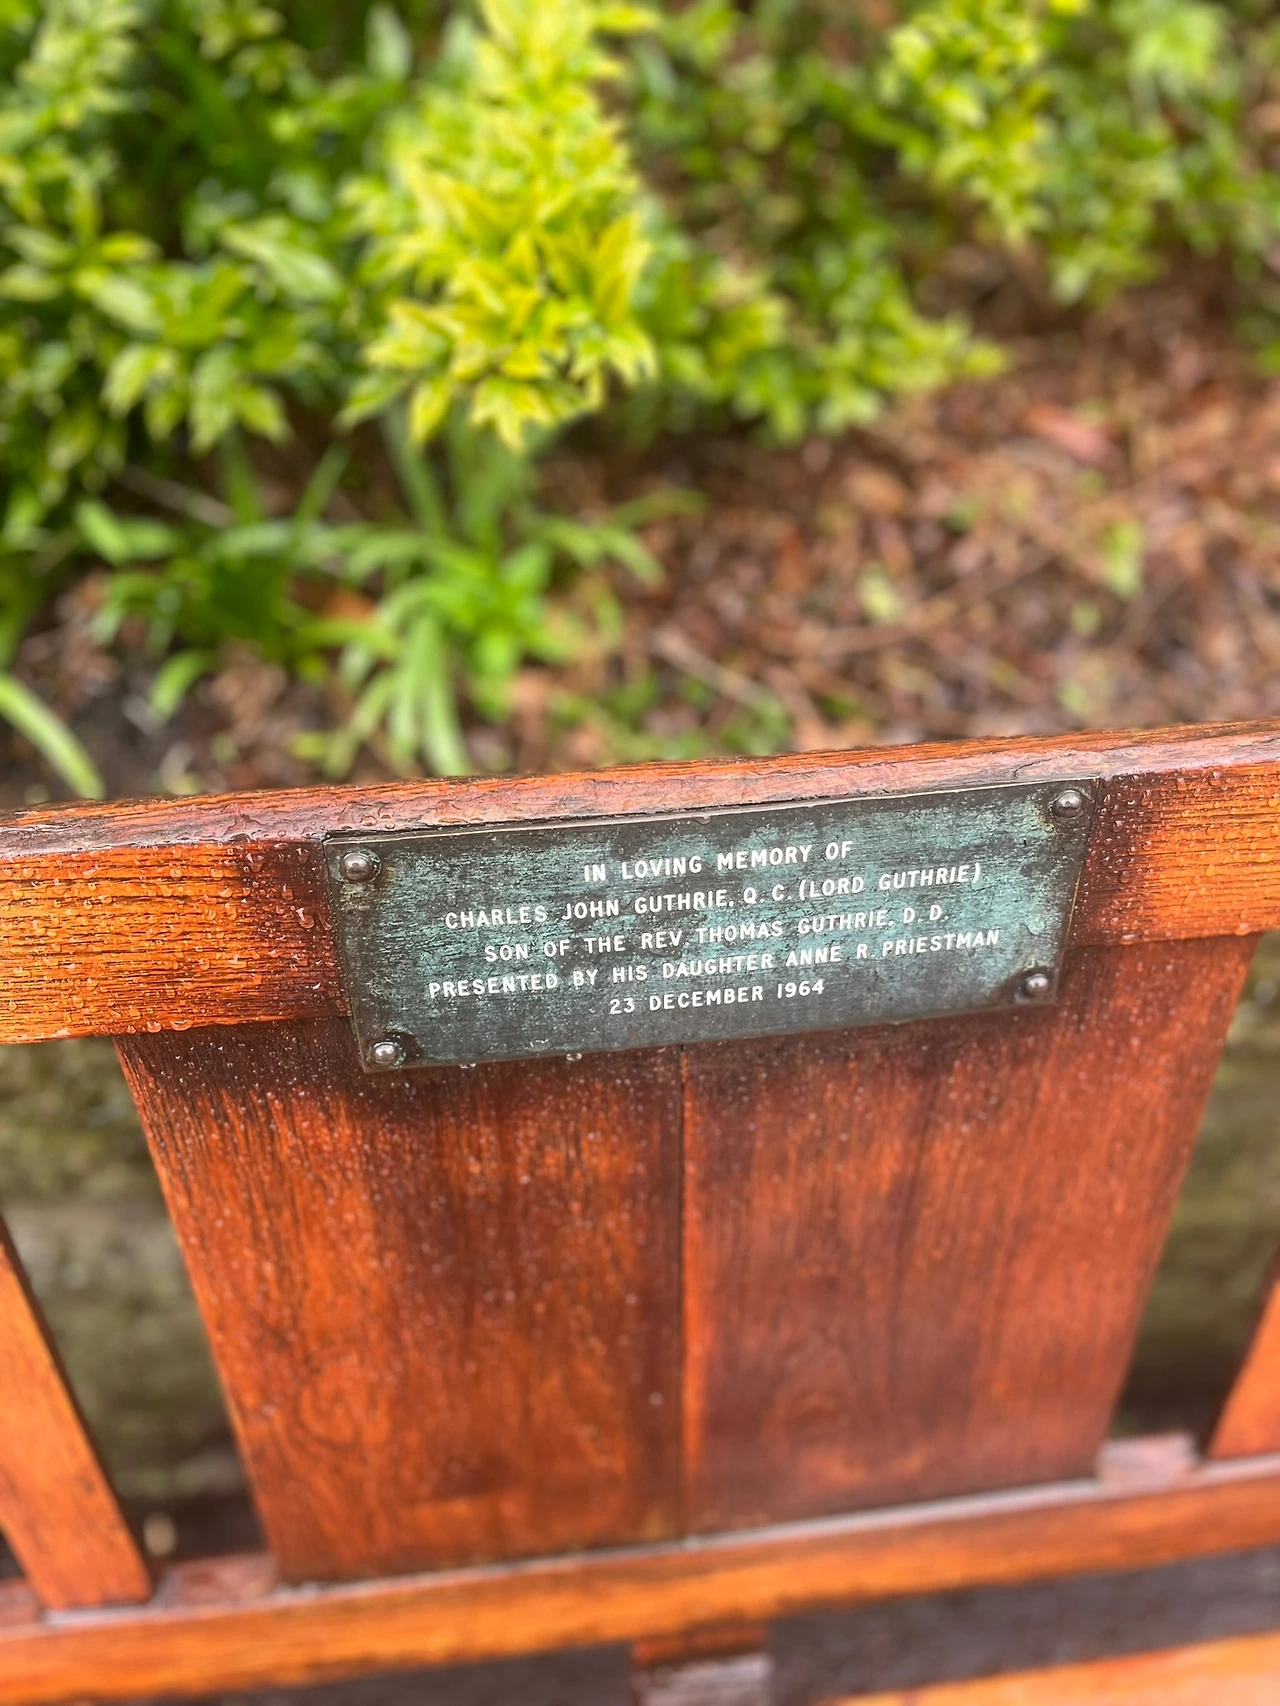 IN LOVING MEMORY OF
CHARLES JOHN GUTHRIE, Q.C. (LORD GUTHRIE)
SON OF THE REV. THOMAS GUTHRIE, D.D.
PRESENTED BY HIS DAUGHTER ANNE R. PRIESTMAN
23 DECEMBER 1964